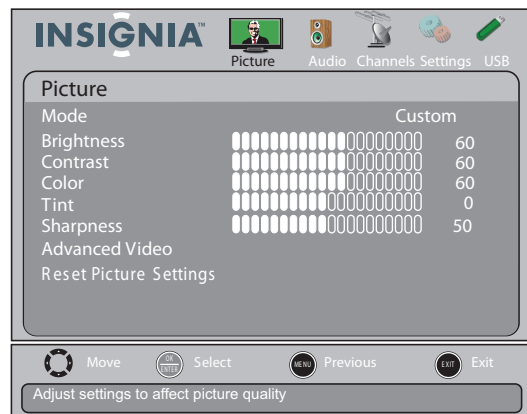 INSIGNIA™
Picture Audio Channels Settings USB
Picture
Mode Custom
Brightness 60
Contrast 60
Color 60
Tint 0
Sharpness 50
Advanced Video
Reset Picture Settings
Move OK ENTER Select MENU Previous EXIT Exit
Adjust settings to affect picture quality